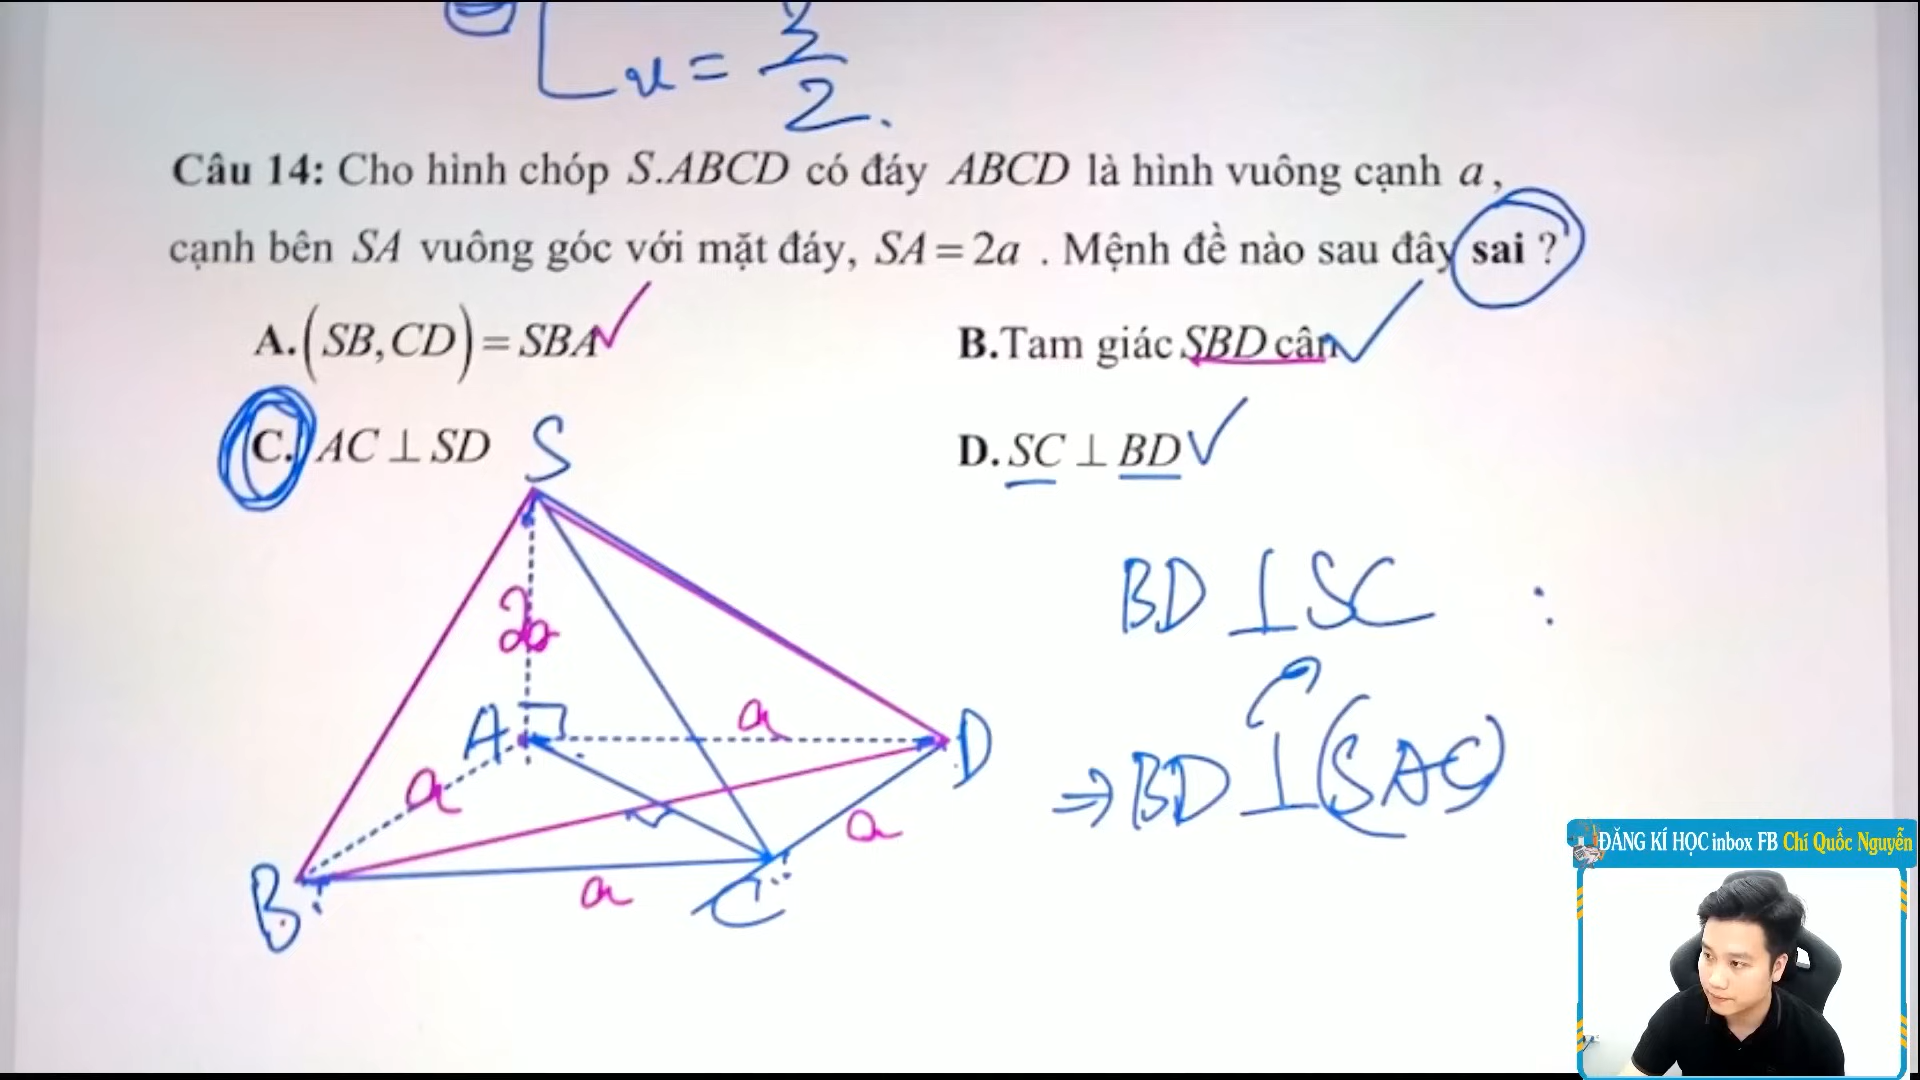 u = 3/2.
Câu 14: Cho hình chóp S.ABCD có đáy ABCD là hình vuông cạnh a,
cạnh bên SA vuông góc với mặt đáy, SA = 2a . Mệnh đề nào sau đây sai ?
A.(SB,CD) = SBA
B.Tam giác SBD cân
C. AC ⊥ SD
D. SC ⊥ BD
S
2a
A
a
a
D
a
B
a
C
BD ⊥ SC :
⇒ BD ⊥ (SAC)
ĐĂNG KÍ HỌC inbox FB Chí Quốc Nguyễn